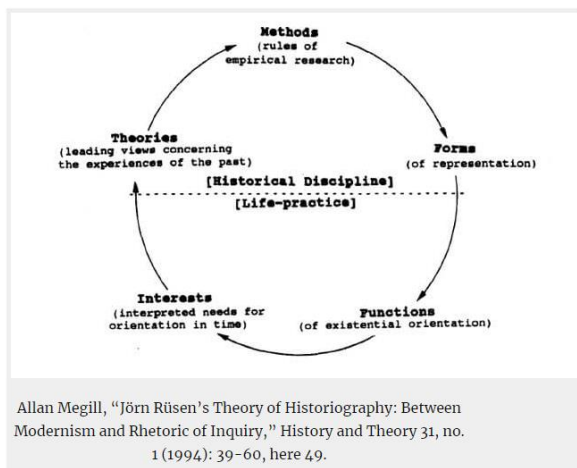 Methods
(rules of
empirical research)
Theories
(leading views concerning
the experiences of the past)
Forms
(of representation)
[Historical Discipline]
[Life-practice]
Interests
(interpreted needs for
orientation in time)
Functions
(of existential orientation)
Allan Megill, “Jörn Rüsen’s Theory of Historiography: Between
Modernism and Rhetoric of Inquiry,” History and Theory 31, no.
1 (1994): 39-60, here 49.